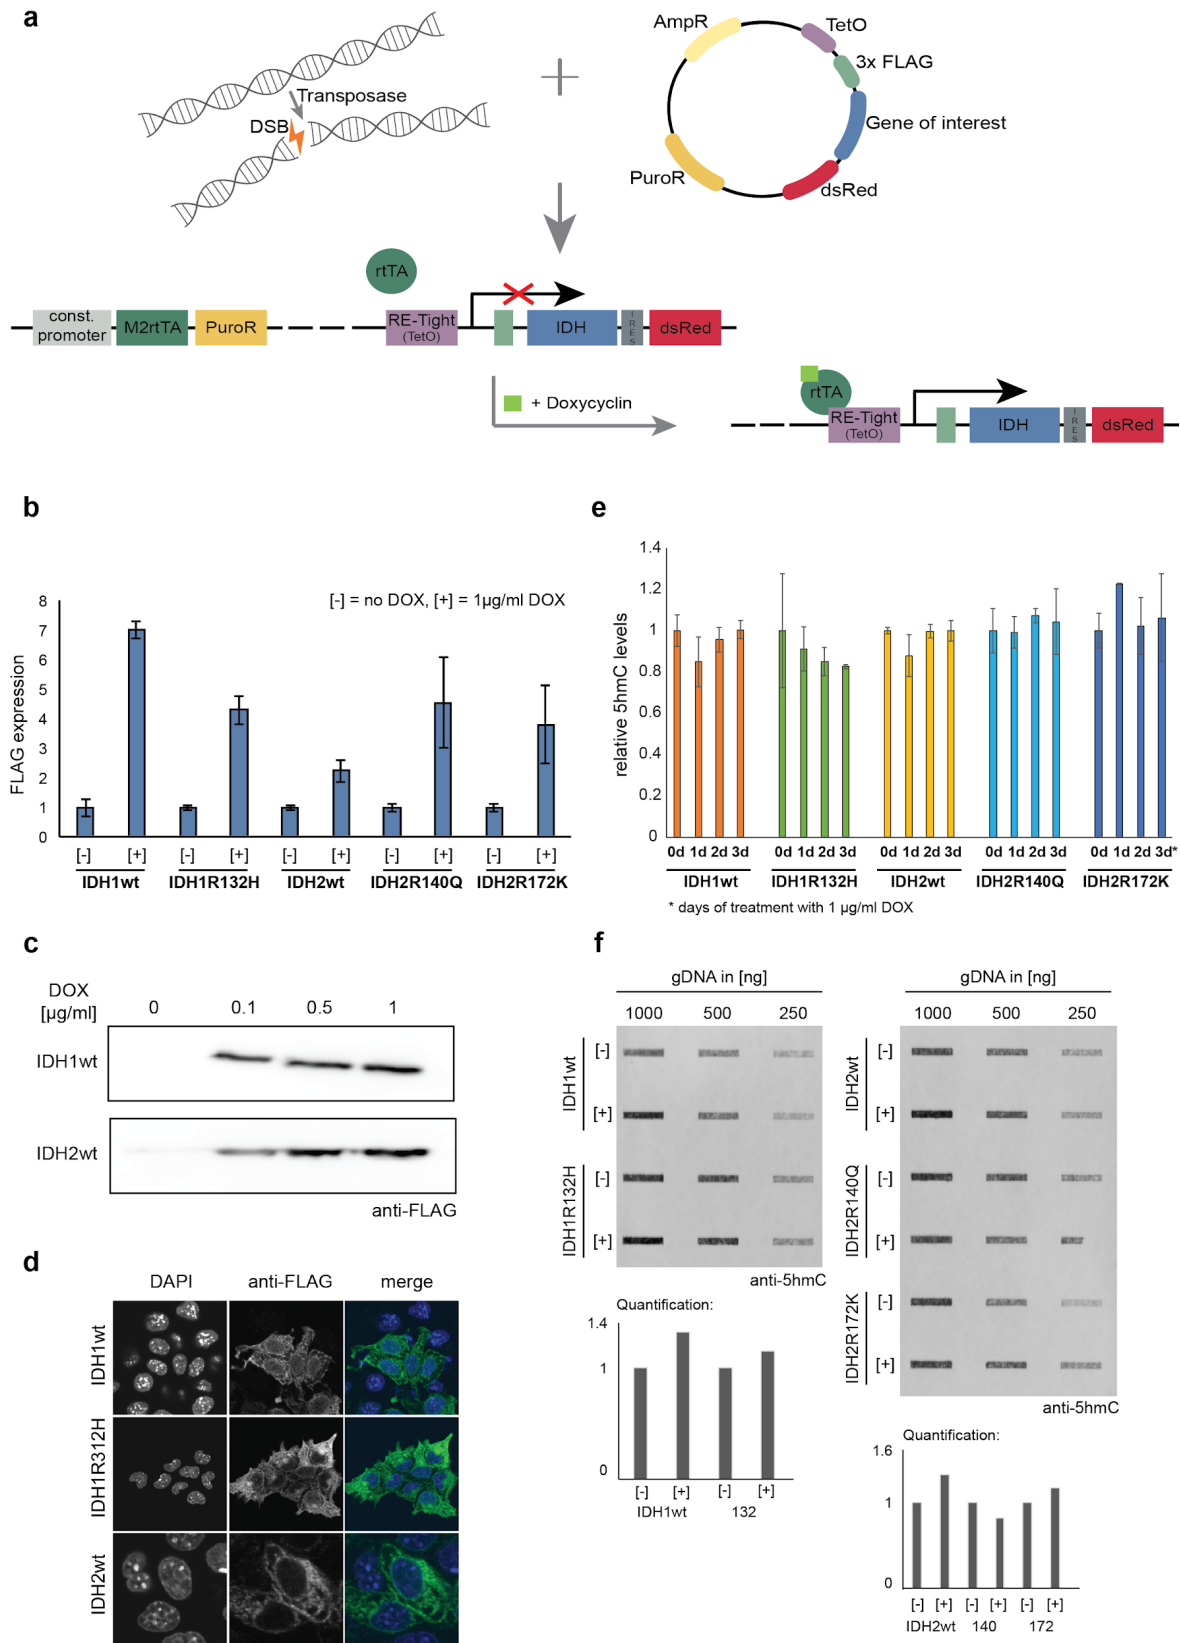 a
AmpR
TetO
3x FLAG
Gene of interest
dsRed
PuroR
Transposase
DSB
rtTA
const.
promoter
M2rtTA
PuroR
RE-Tight
(TetO)
IDH
IRES
dsRed
+ Doxycyclin
rtTA
RE-Tight
(TetO)
IDH
IRES
dsRed
b
[-] = no DOX, [+] = 1µg/ml DOX
FLAG expression
8
7
6
5
4
3
2
1
0
[-] [+] [-] [+] [-] [+] [-] [+] [-] [+]
IDH1wt IDH1R132H IDH2wt IDH2R140Q IDH2R172K
e
relative 5hmC levels
1.4
1.2
1
0.8
0.6
0.4
0.2
0
0d 1d 2d 3d 0d 1d 2d 3d 0d 1d 2d 3d 0d 1d 2d 3d 0d 1d 2d 3d*
IDH1wt IDH1R132H IDH2wt IDH2R140Q IDH2R172K
* days of treatment with 1 µg/ml DOX
c
DOX
[µg/ml] 0 0.1 0.5 1
IDH1wt
IDH2wt
anti-FLAG
d
DAPI anti-FLAG merge
IDH1wt
IDH1R312H
IDH2wt
f
gDNA in [ng]
1000 500 250
IDH1wt
[-]
[+]
IDH1R132H
[-]
[+]
anti-5hmC
Quantification:
1.4
1
0
[-] [+] [-] [+]
IDH1wt 132
gDNA in [ng]
1000 500 250
IDH2wt
[-]
[+]
IDH2R140Q
[-]
[+]
IDH2R172K
[-]
[+]
anti-5hmC
Quantification:
1.6
1
0
[-] [+] [-] [+] [-] [+]
IDH2wt 140 172